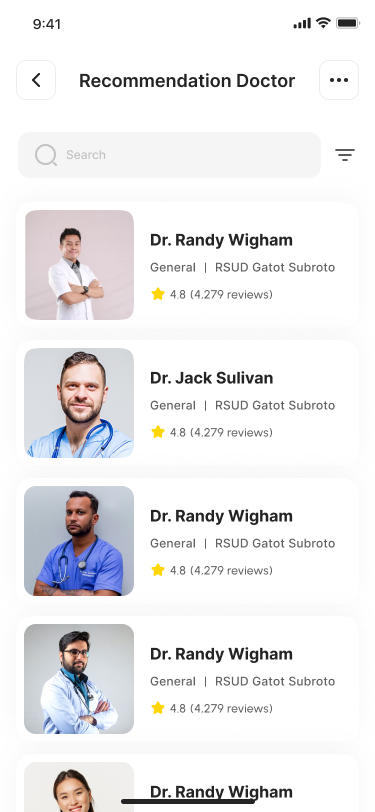 9:41
Recommendation Doctor
Search
Dr. Randy Wigham
General | RSUD Gatot Subroto
4.8 (4.279 reviews)
Dr. Jack Sulivan
General | RSUD Gatot Subroto
4.8 (4.279 reviews)
Dr. Randy Wigham
General | RSUD Gatot Subroto
4.8 (4.279 reviews)
Dr. Randy Wigham
General | RSUD Gatot Subroto
4.8 (4.279 reviews)
Dr. Randy Wigham